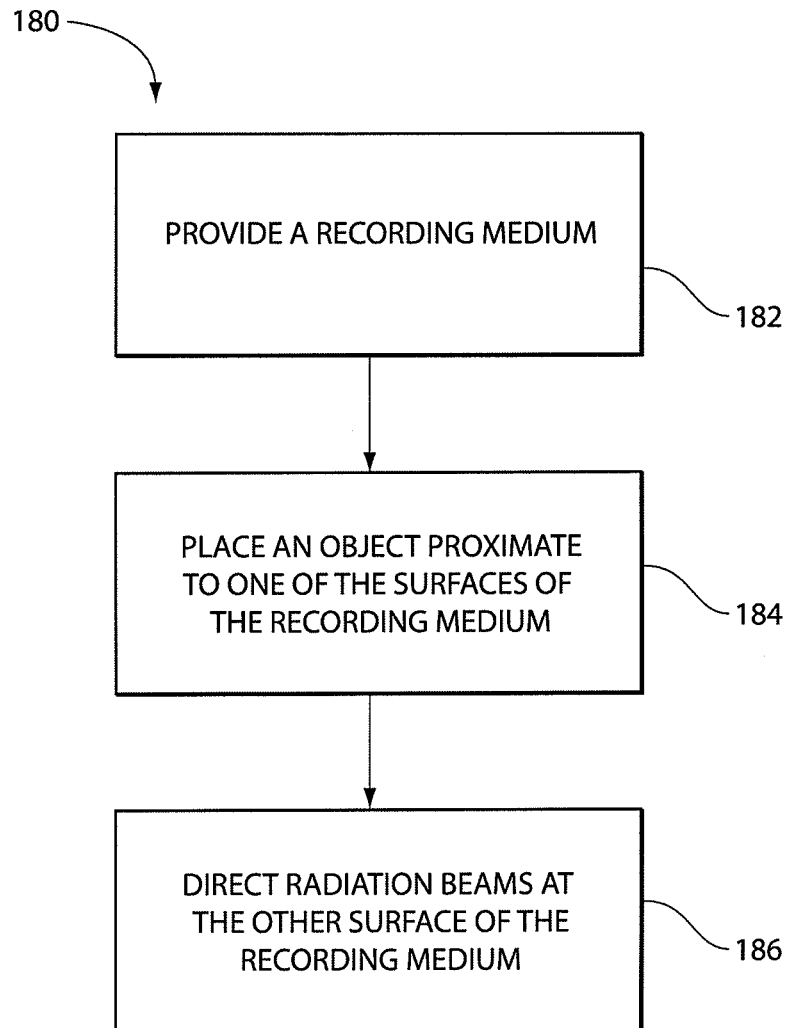 180
PROVIDE A RECORDING MEDIUM
182
PLACE AN OBJECT PROXIMATE
TO ONE OF THE SURFACES OF
THE RECORDING MEDIUM
184
DIRECT RADIATION BEAMS AT
THE OTHER SURFACE OF THE
RECORDING MEDIUM
186